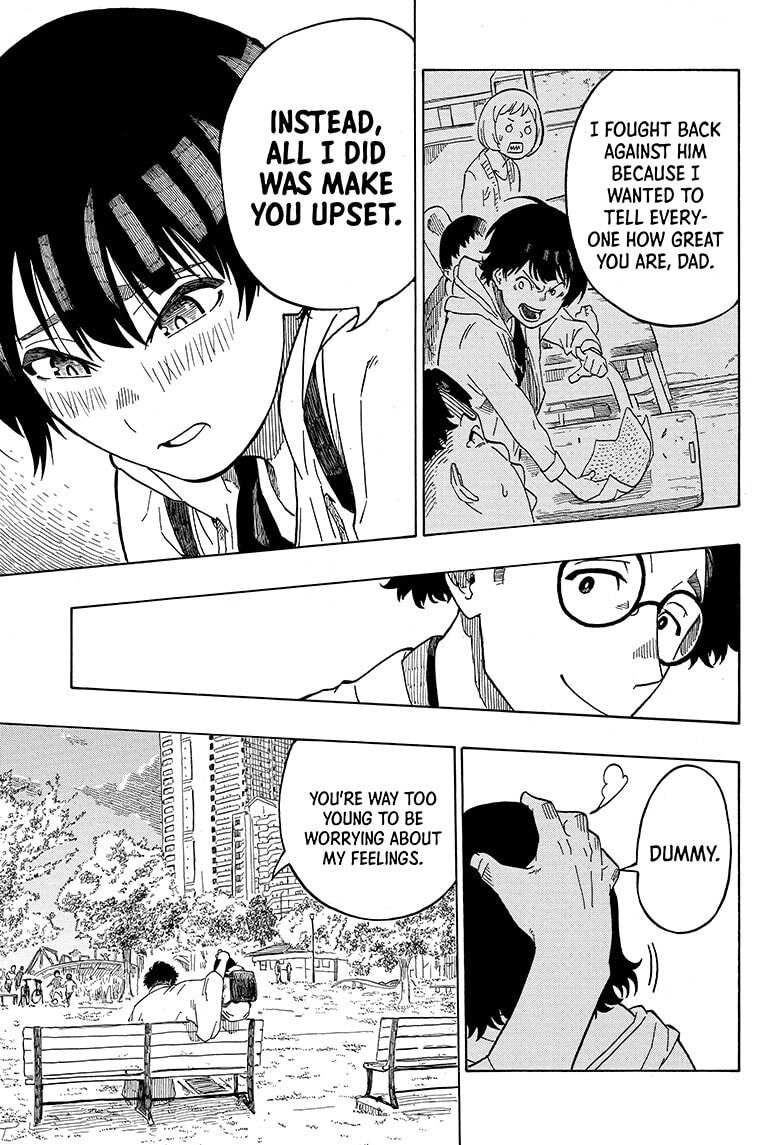 I FOUGHT BACK
AGAINST HIM
BECAUSE I
WANTED TO
TELL EVERY-
ONE HOW GREAT
YOU ARE, DAD.
INSTEAD,
ALL I DID
WAS MAKE
YOU UPSET.
DUMMY.
YOU'RE WAY TOO
YOUNG TO BE
WORRYING ABOUT
MY FEELINGS.